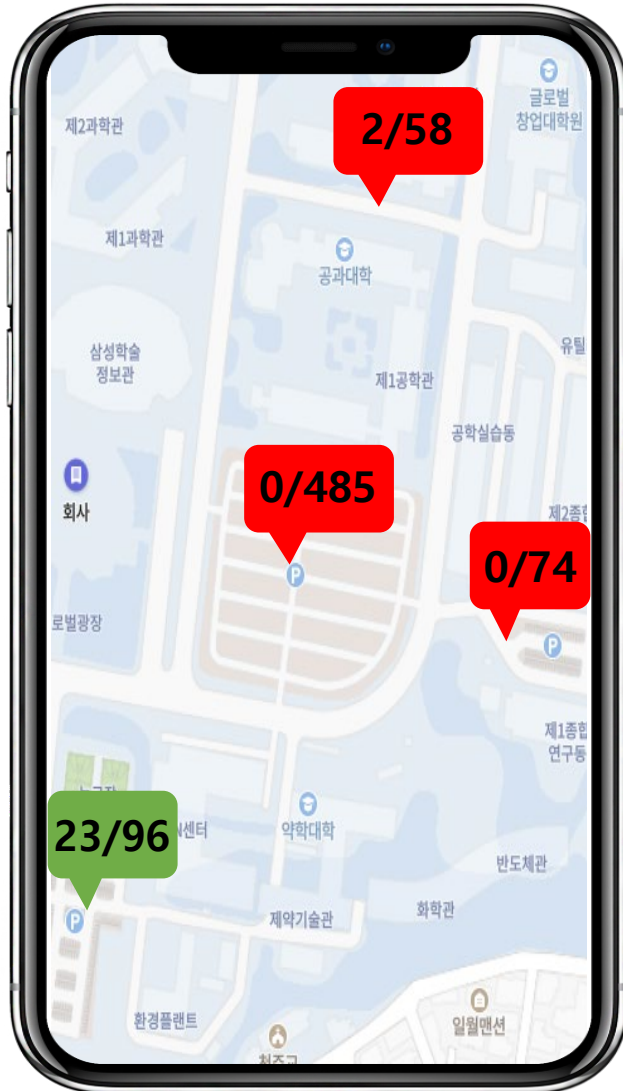 글로벌
창업대학원
제2과학관
2/58
제1과학관
공과대학
유틸
삼성학술
정보관
제1공학관
공학실습동
0/485
회사
제2종합
0/74
로벌광장
제1종합
연구동
23/96
센터
약학대학
반도체관
화학관
제약기술관
환경플랜트
일월맨션
천주교